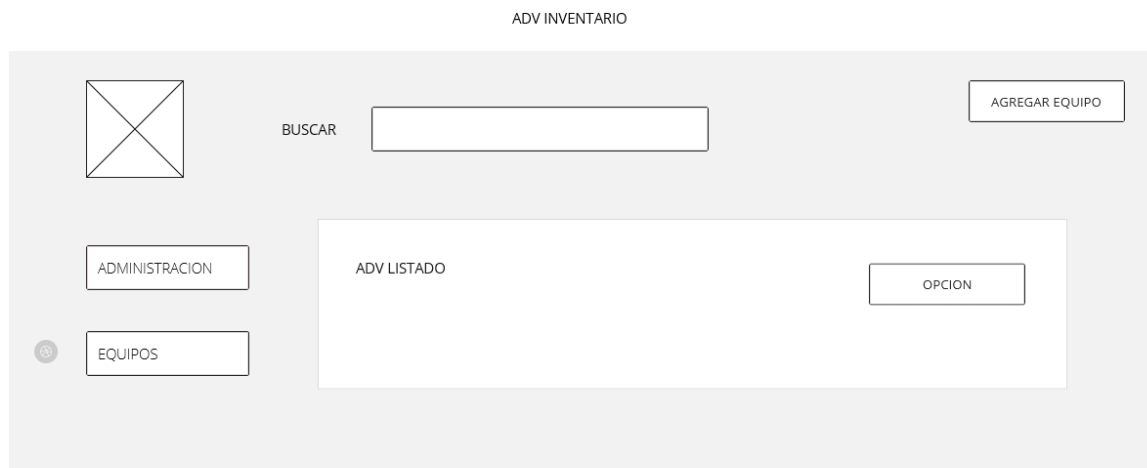 ADV INVENTARIO
AGREGAR EQUIPO
BUSCAR
ADMINISTRACION
ADV LISTADO
OPCION
EQUIPOS